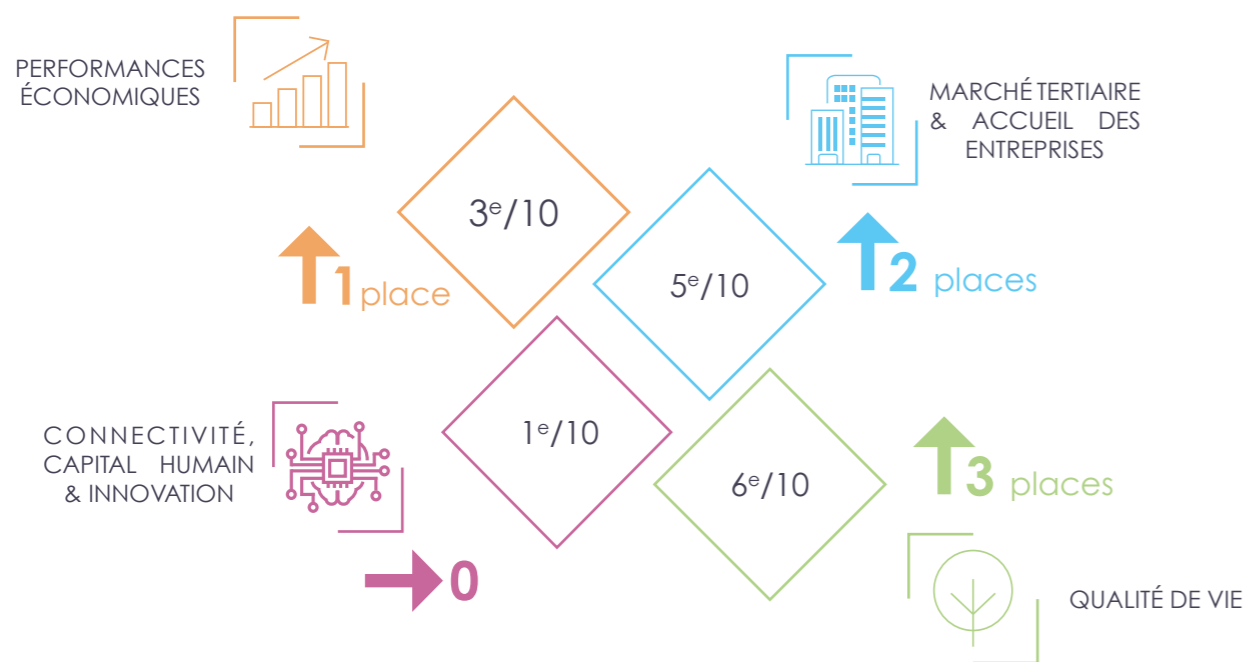 PERFORMANCES
ÉCONOMIQUES
3e/10
1 place
MARCHÉ TERTIAIRE
& ACCUEIL DES
ENTREPRISES
5e/10
2 places
CONNECTIVITÉ,
CAPITAL HUMAIN
& INNOVATION
1e/10
0
6e/10
3 places
QUALITÉ DE VIE